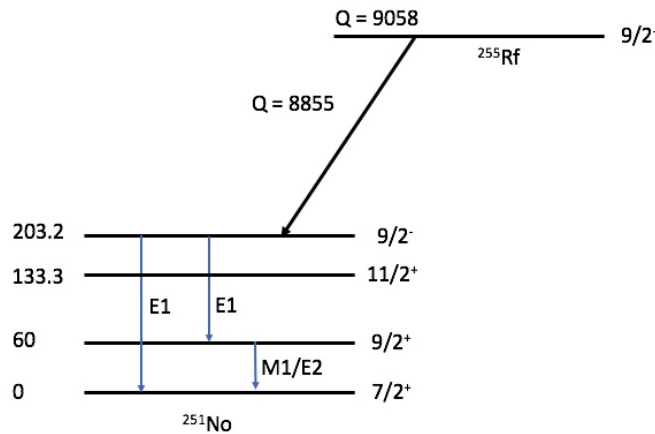 Q = 9058
9/2⁻
²⁵⁵Rf
Q = 8855
203.2
9/2⁻
133.3
11/2⁺
E1
E1
60
9/2⁺
M1/E2
0
7/2⁺
²⁵¹No